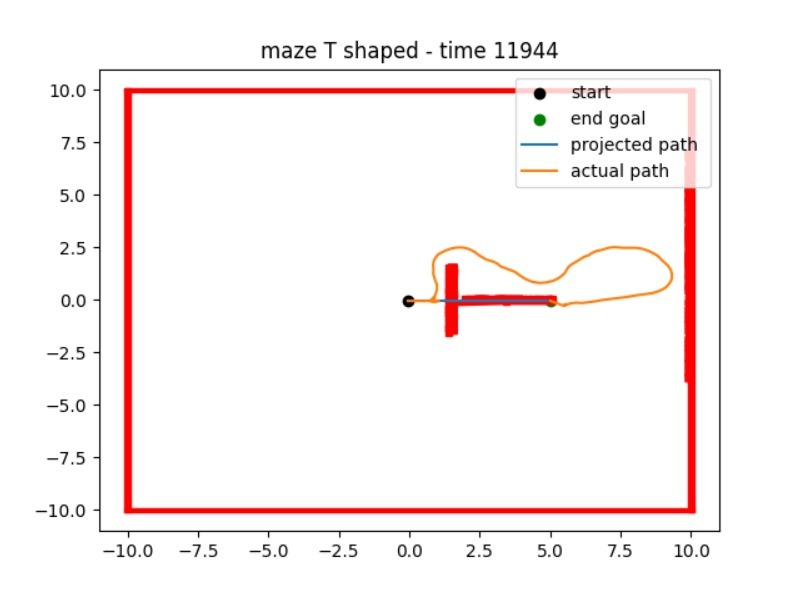 maze T shaped - time 11944
start
end goal
projected path
actual path
10.0
7.5
5.0
2.5
0.0
−2.5
−5.0
−7.5
−10.0
−10.0 −7.5 −5.0 −2.5 0.0 2.5 5.0 7.5 10.0